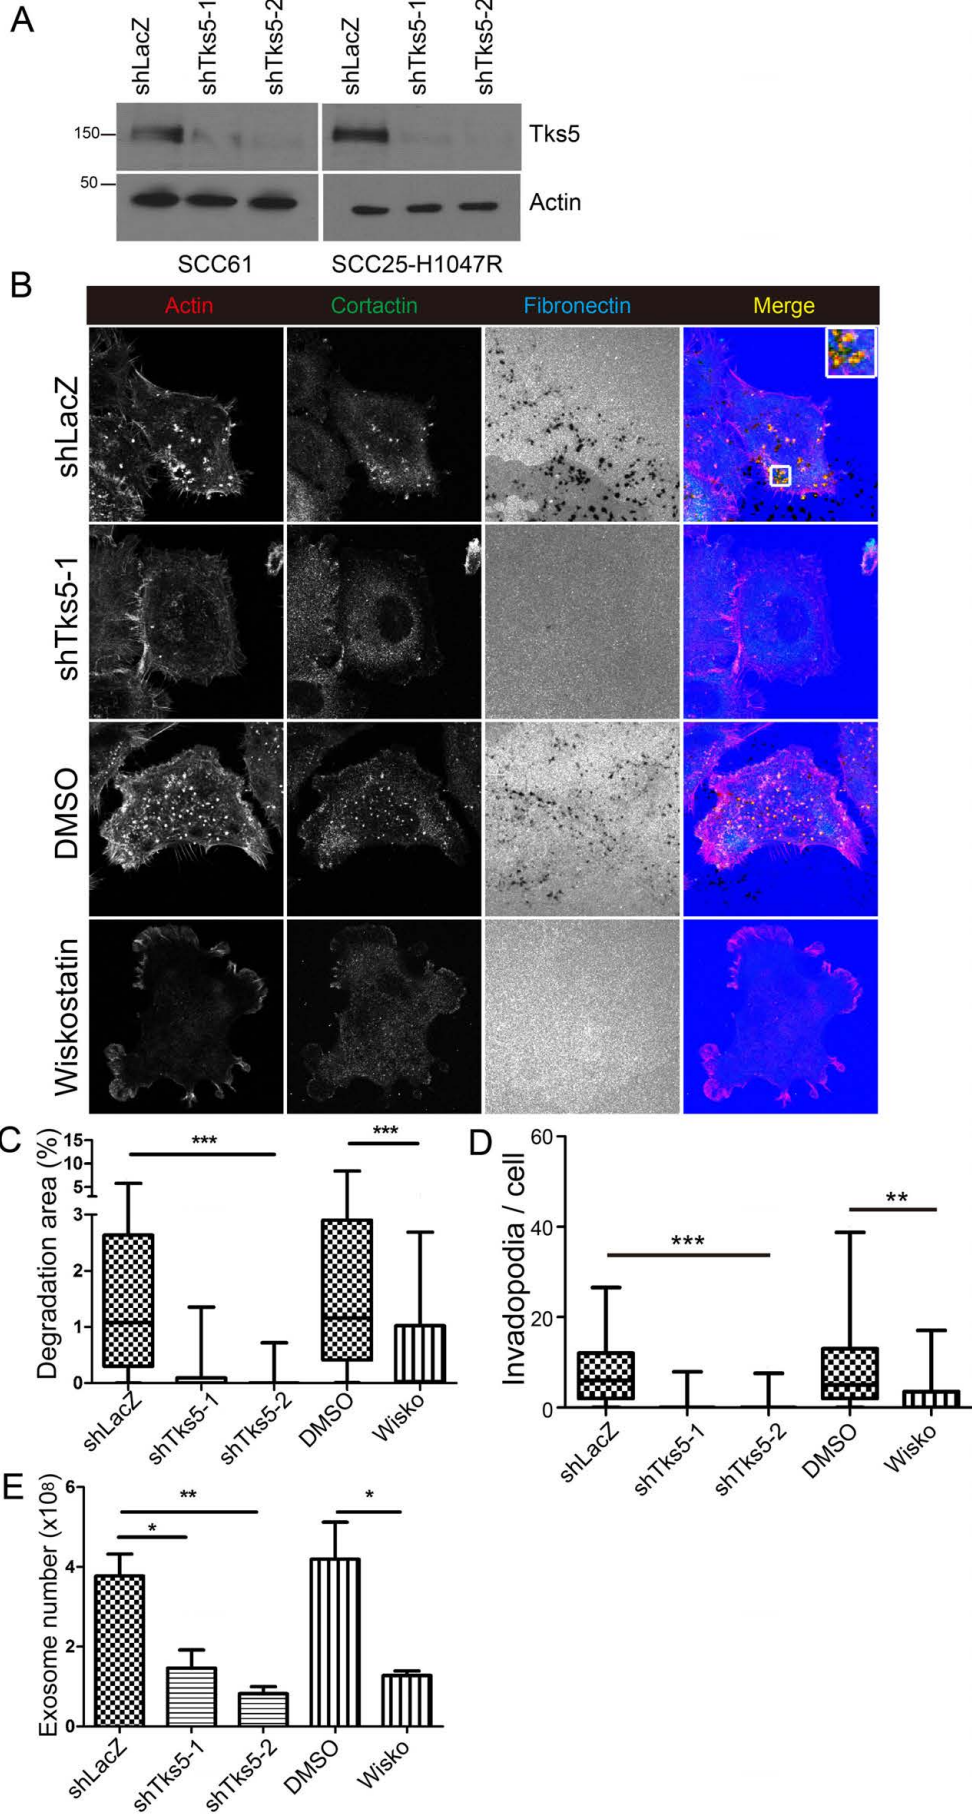 A
shLacZ
shTks5-1
shTks5-2
shLacZ
shTks5-1
shTks5-2
150
Tks5
50
Actin
SCC61
SCC25-H1047R
B
Actin
Cortactin
Fibronectin
Merge
shLacZ
shTks5-1
DMSO
Wiskostatin
C
Degradation area (%)
15
10
5
3
2
1
0
***
***
shLacZ
shTks5-1
shTks5-2
DMSO
Wisko
D
Invadopodia / cell
60
40
20
0
***
**
shLacZ
shTks5-1
shTks5-2
DMSO
Wisko
E
Exosome number (x108)
6
4
2
0
**
*
*
shLacZ
shTks5-1
shTks5-2
DMSO
Wisko